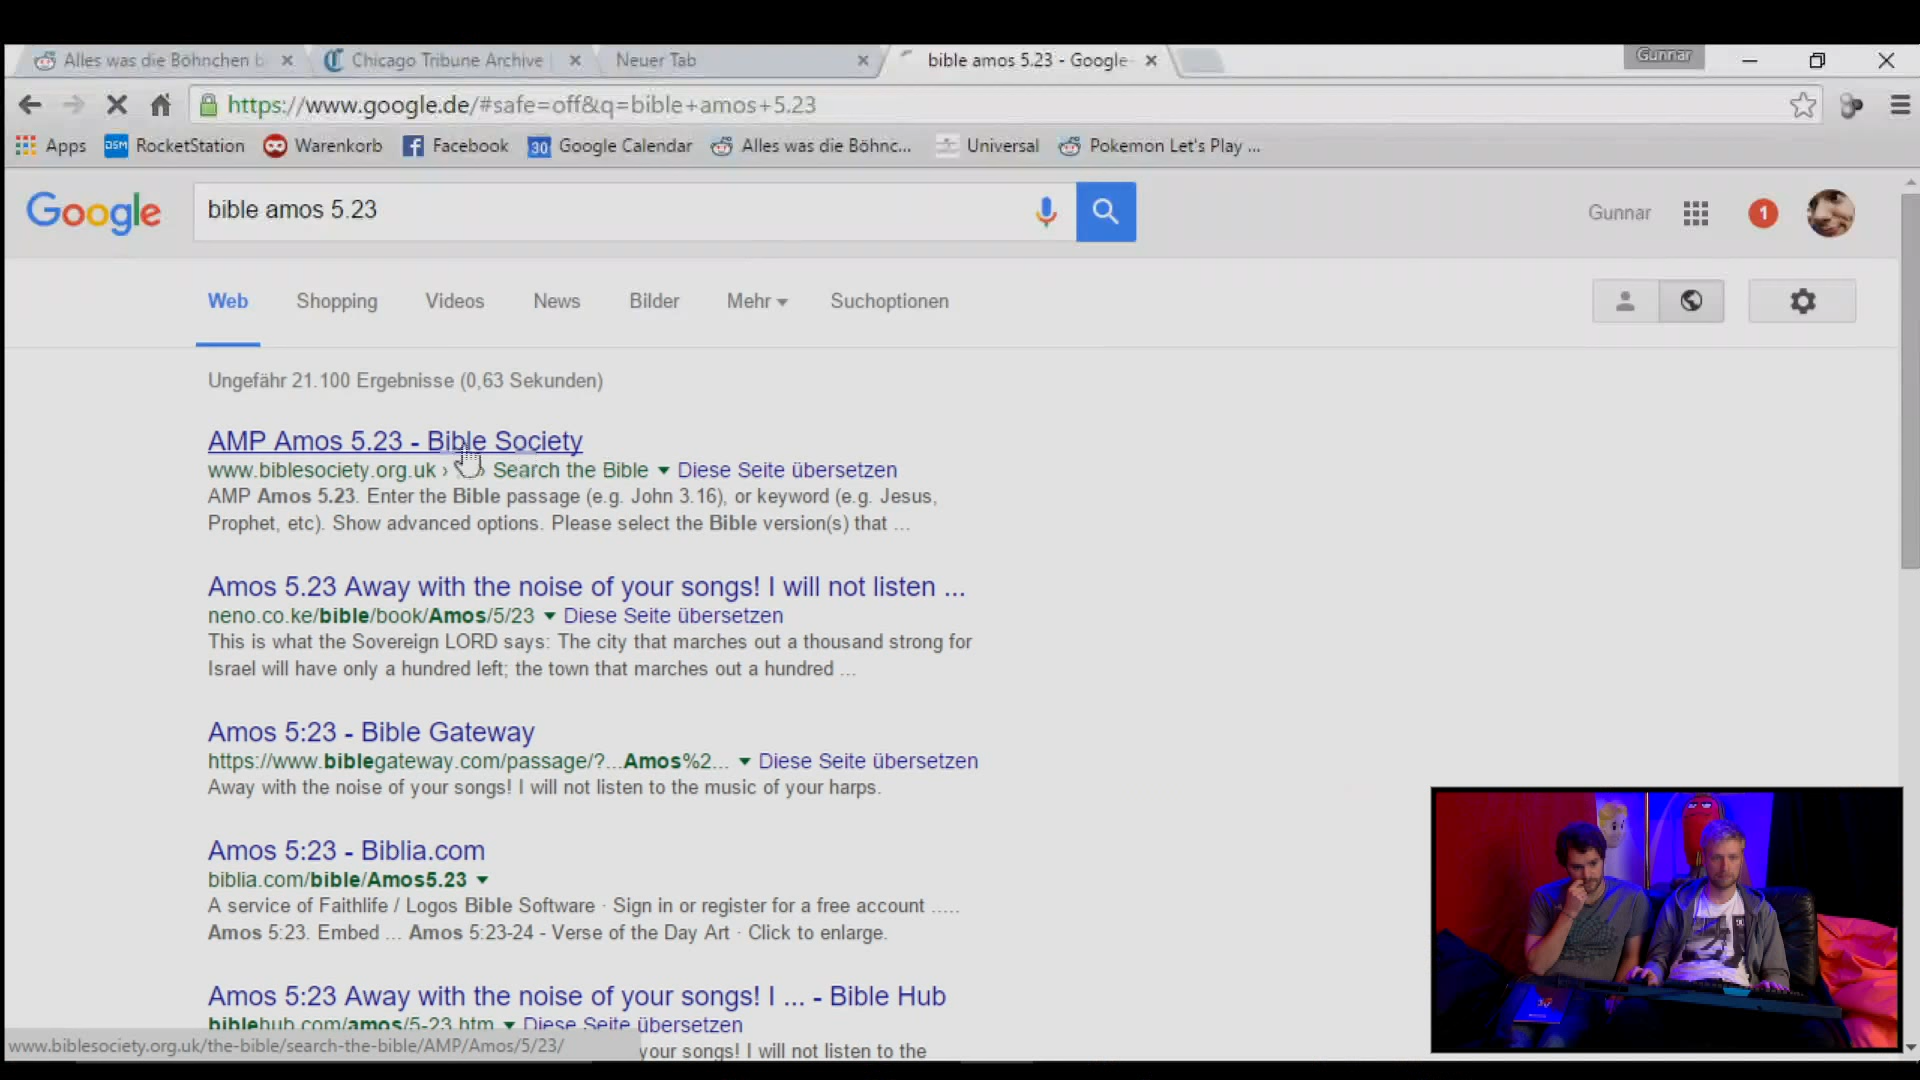 Alles was die Böhnchen b
Chicago Tribune Archive
Neuer Tab
bible amos 5.23 - Google-
Gunnar
https://www.google.de/#safe=off&q=bible+amos+5.23
Apps
DSM
RocketStation
Warenkorb
Facebook
30
Google Calendar
Alles was die Böhnc...
Universal
Pokemon Let's Play ...
Google
bible amos 5.23
Gunnar
1
Web
Shopping
Videos
News
Bilder
Mehr
Suchoptionen
Ungefähr 21.100 Ergebnisse (0,63 Sekunden)
AMP Amos 5.23 - Bible Society
www.biblesociety.org.uk › › Search the Bible ▼ Diese Seite übersetzen
AMP Amos 5.23. Enter the Bible passage (e.g. John 3.16), or keyword (e.g. Jesus,
Prophet, etc). Show advanced options. Please select the Bible version(s) that ...
Amos 5.23 Away with the noise of your songs! I will not listen ...
neno.co.ke/bible/book/Amos/5/23 ▼ Diese Seite übersetzen
This is what the Sovereign LORD says: The city that marches out a thousand strong for
Israel will have only a hundred left; the town that marches out a hundred ...
Amos 5:23 - Bible Gateway
https://www.biblegateway.com/passage/?...Amos%2... ▼ Diese Seite übersetzen
Away with the noise of your songs! I will not listen to the music of your harps.
Amos 5:23 - Biblia.com
biblia.com/bible/Amos5.23 ▼
A service of Faithlife / Logos Bible Software · Sign in or register for a free account .....
Amos 5:23. Embed ... Amos 5:23-24 - Verse of the Day Art · Click to enlarge.
Amos 5:23 Away with the noise of your songs! I ... - Bible Hub
biblehub.com/amos/5-23.htm ▼ Diese Seite übersetzen
your songs! I will not listen to the
www.biblesociety.org.uk/the-bible/search-the-bible/AMP/Amos/5/23/